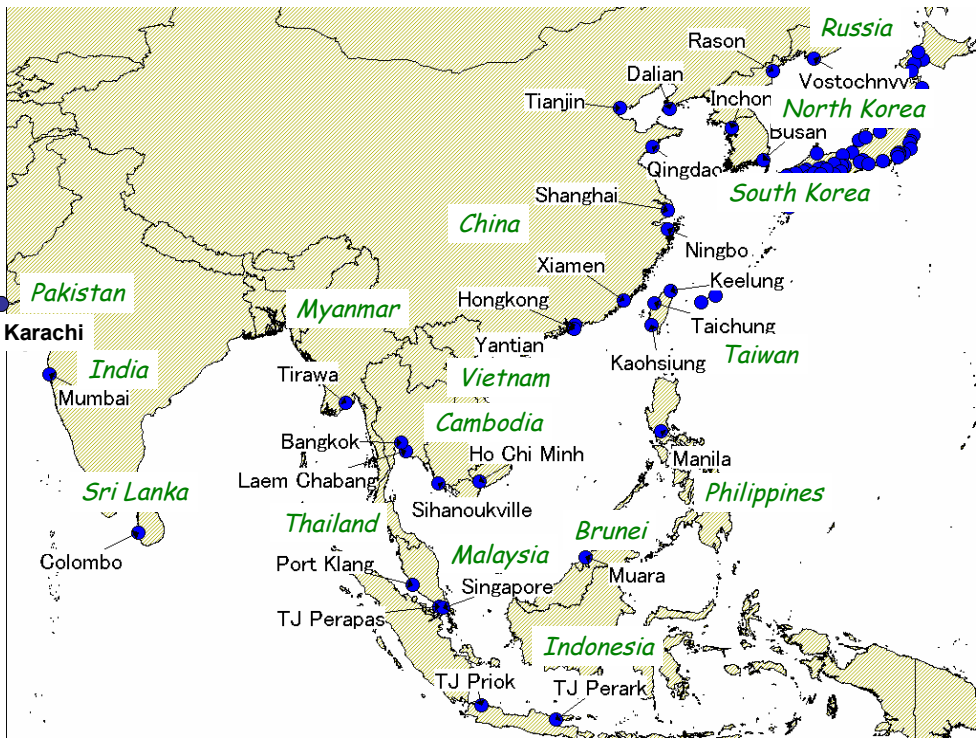 Russia
Rason
Vostochnyy
Dalian
Tianjin
Inchon
North Korea
Busan
Qingdao
South Korea
Shanghai
China
Ningbo
Xiamen
Keelung
Pakistan
Myanmar
Hongkong
Taichung
Karachi
Yantian
Taiwan
Kaohsiung
India
Vietnam
Tirawa
Mumbai
Cambodia
Bangkok
Ho Chi Minh
Manila
Laem Chabang
Sri Lanka
Philippines
Sihanoukville
Thailand
Brunei
Colombo
Malaysia
Port Klang
Muara
Singapore
TJ Perapas
Indonesia
TJ Priok
TJ Perark